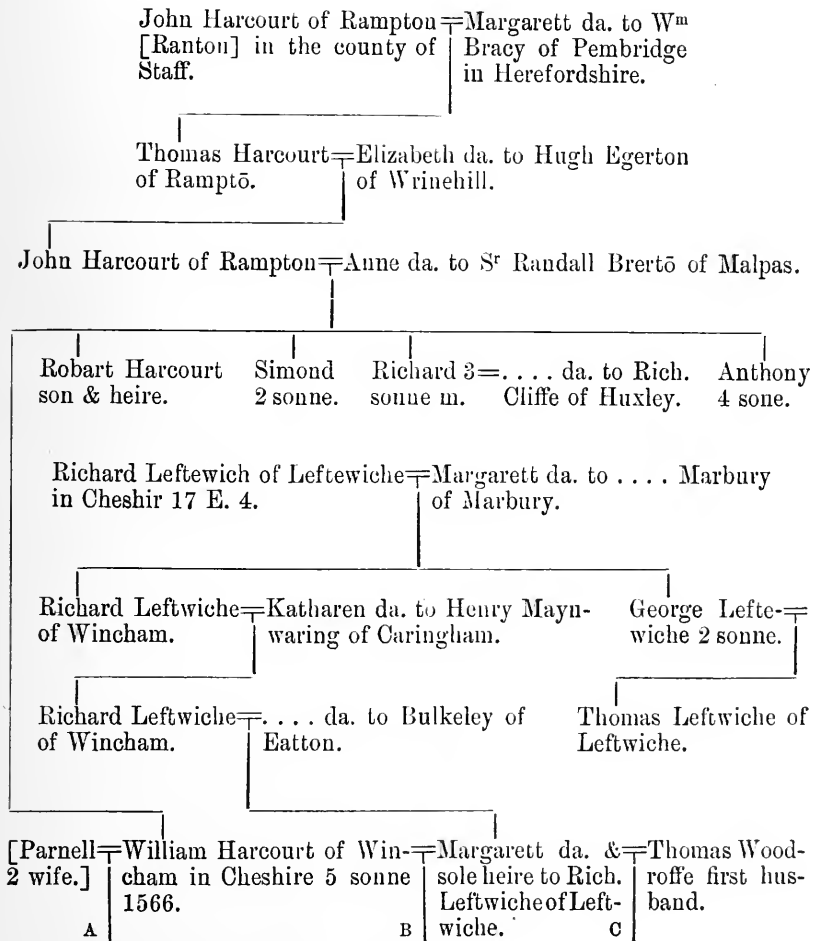 John Harcourt of Rampton=Margarett da. to Wᵐ
[Ranton] in the county of Bracy of Pembridge
Staff. in Herefordshire.
Thomas Harcourt=Elizabeth da. to Hugh Egerton
of Ramptō. of Wrinehill.
John Harcourt of Rampton=Anne da. to Sʳ Randall Brertō of Malpas.
Robart Harcourt Simond Richard 3=. . . . da. to Rich. Anthony
son & heire. 2 sonne. sonne m. Cliffe of Huxley. 4 sone.
Richard Leftewich of Leftewiche=Margarett da. to . . . . Marbury
in Cheshir 17 E. 4. of Marbury.
Richard Leftwiche=Katharen da. to Henry Mayn- George Lefte-=
of Wincham. waring of Caringham. wiche 2 sonne.
Richard Leftwiche=. . . . da. to Bulkeley of Thomas Leftwiche of
of Wincham. Eatton. Leftwiche.
[Parnell=William Harcourt of Win-=Margarett da. &=Thomas Wood-
2 wife.] cham in Cheshire 5 sonne sole heire to Rich. roffe first hus-
1566. Leftwiche of Left- band.
A B wiche. C